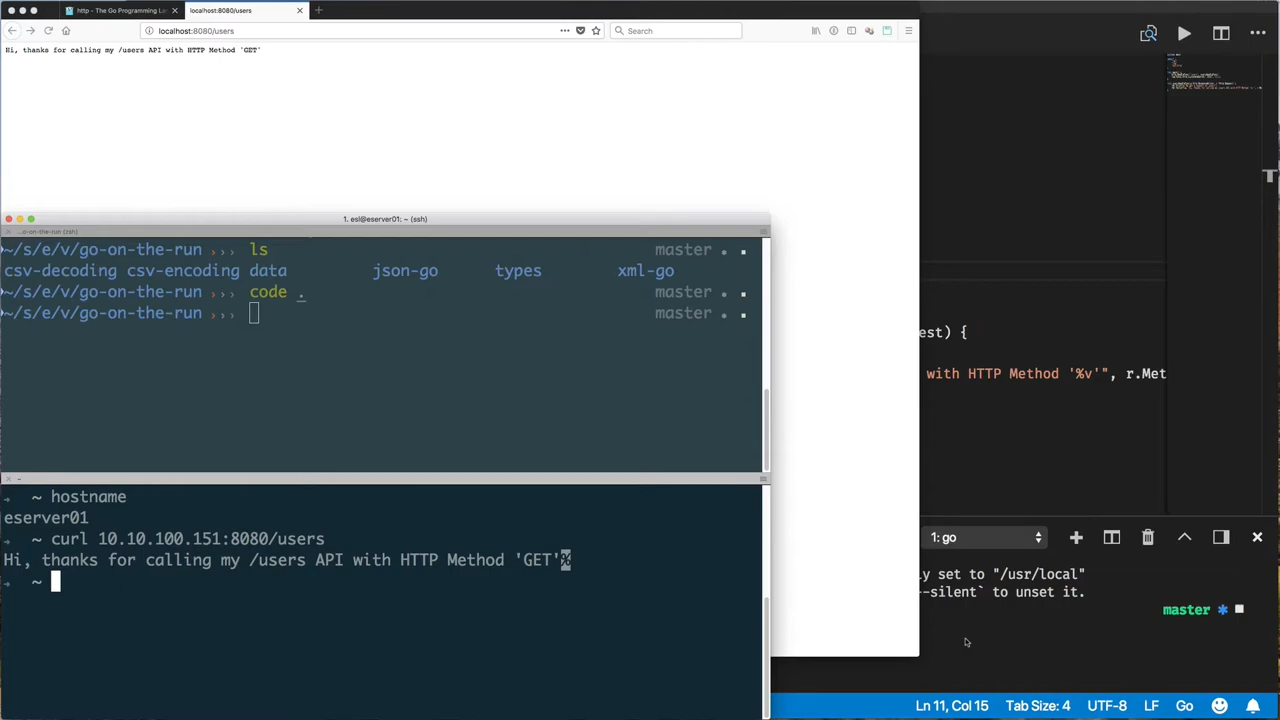 http - The Go Programming La
localhost:8080/users
localhost:8080/users
Search
Hi, thanks for calling my /users API with HTTP Method 'GET'
1. esl@eserver01: ~ (ssh)
...o-on-the-run (zsh)
~/s/e/v/go-on-the-run ››› ls master
csv-decoding csv-encoding data json-go types xml-go
~/s/e/v/go-on-the-run ››› code . master
~/s/e/v/go-on-the-run ››› master
est) {
with HTTP Method '%v'", r.Met
~ hostname
eserver01
~ curl 10.10.100.151:8080/users
Hi, thanks for calling my /users API with HTTP Method 'GET'%
~
1: go
ly set to "/usr/local"
--silent` to unset it.
master *
Ln 11, Col 15 Tab Size: 4 UTF-8 LF Go